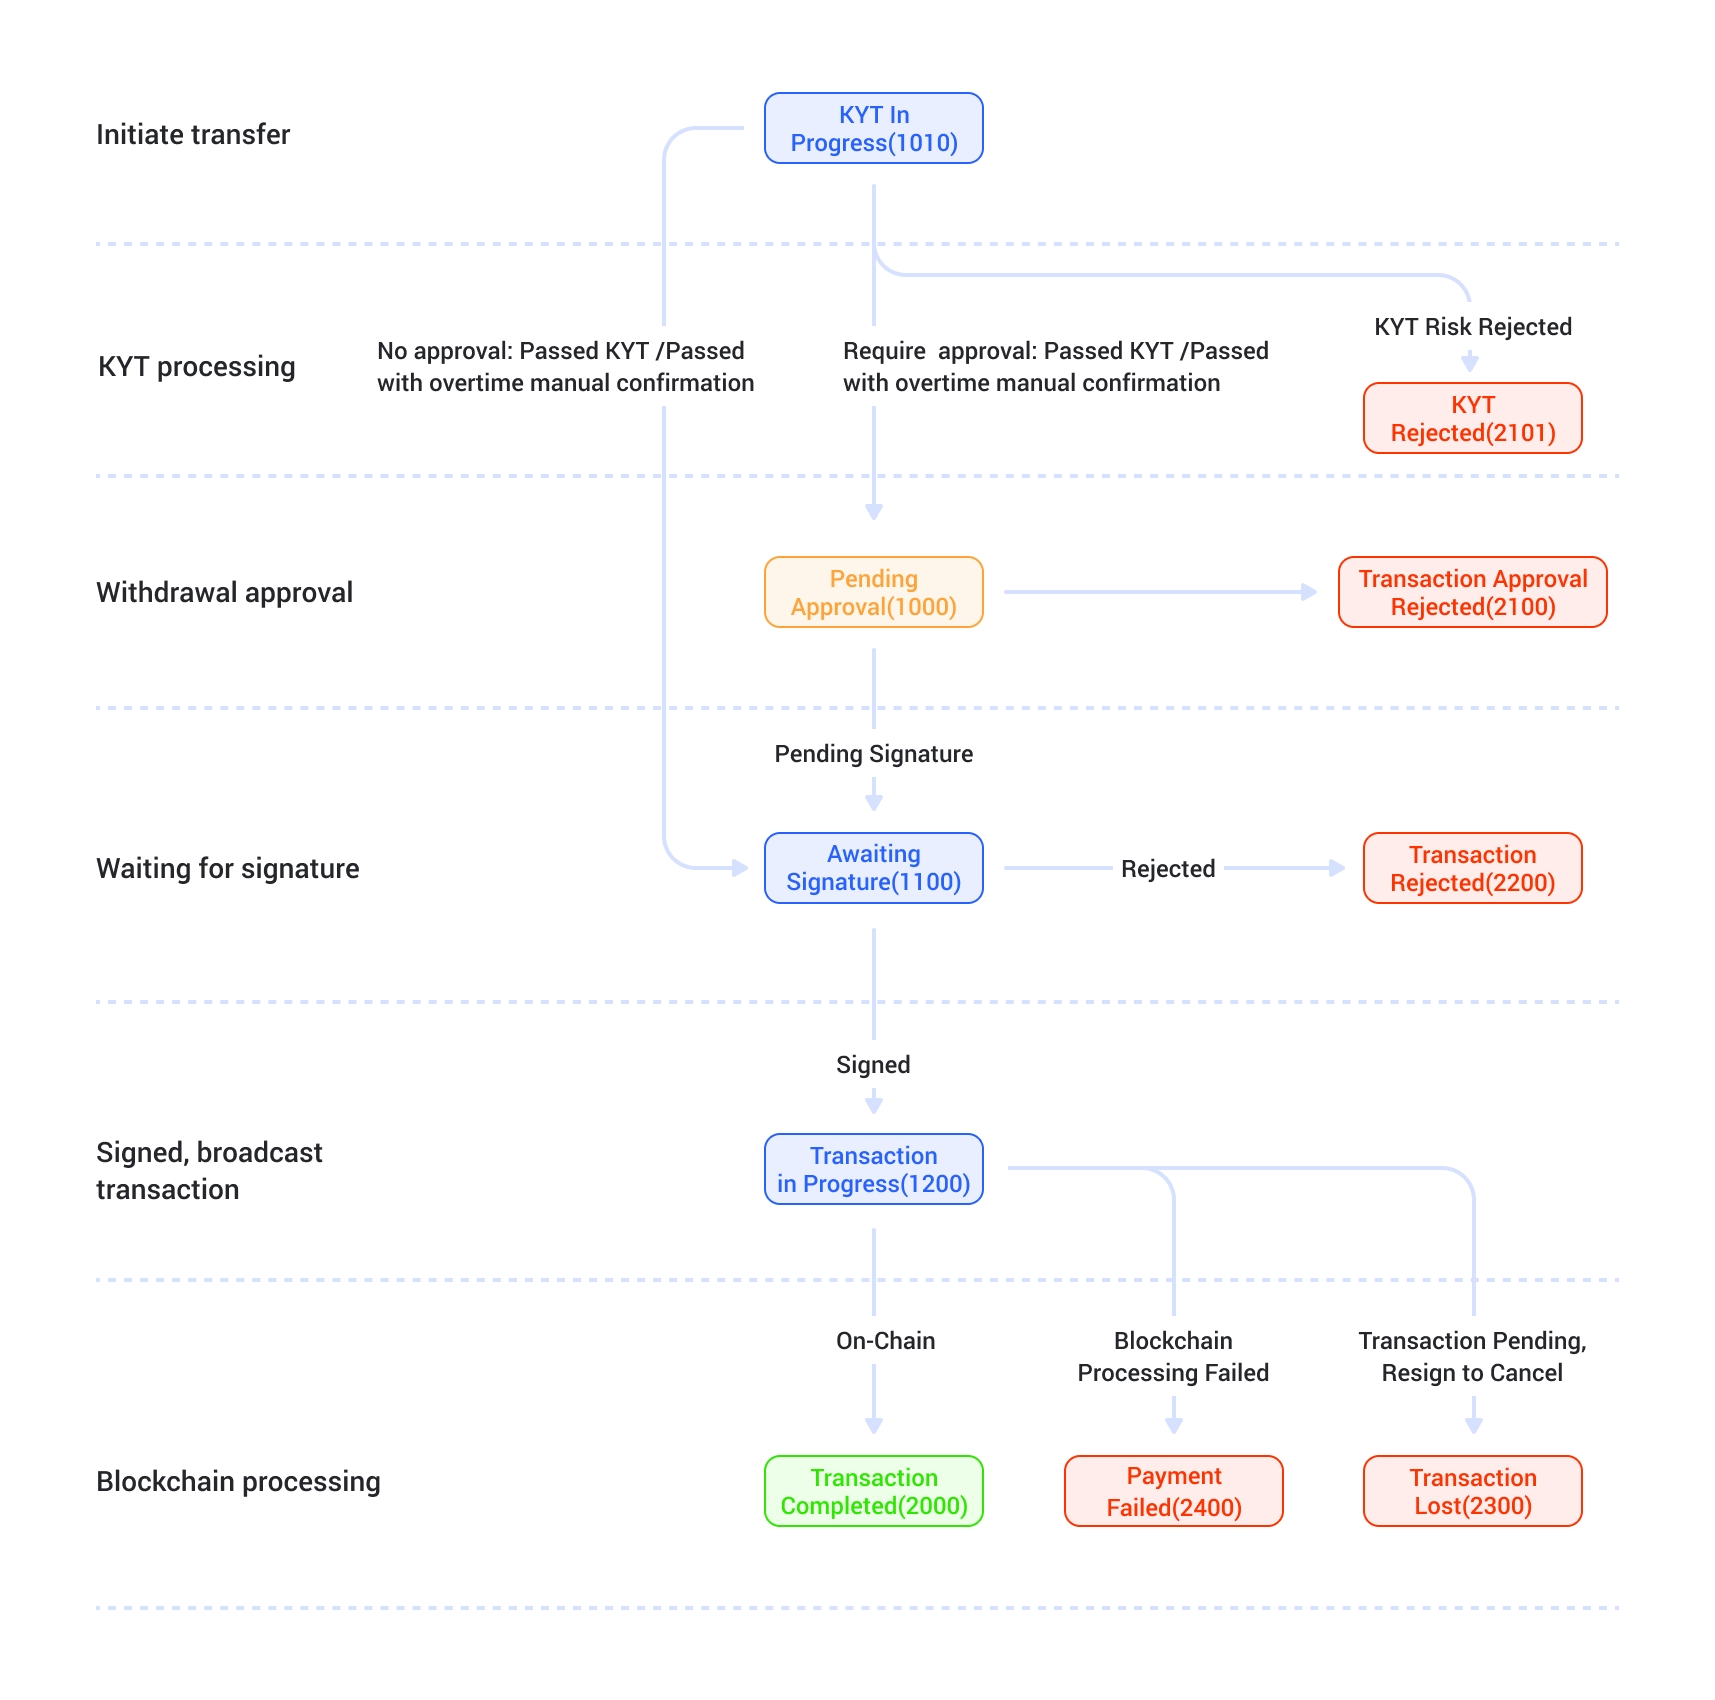 Initiate transfer
KYT In
Progress(1010)
KYT processing
No approval: Passed KYT /Passed
with overtime manual confirmation
Require  approval: Passed KYT /Passed
with overtime manual confirmation
KYT Risk Rejected
KYT
Rejected(2101)
Withdrawal approval
Pending
Approval(1000)
Transaction Approval
Rejected(2100)
Pending Signature
Waiting for signature
Awaiting
Signature(1100)
Rejected
Transaction
Rejected(2200)
Signed
Signed, broadcast
transaction
Transaction
in Progress(1200)
On-Chain
Blockchain
Processing Failed
Transaction Pending,
Resign to Cancel
Blockchain processing
Transaction
Completed(2000)
Payment
Failed(2400)
Transaction
Lost(2300)